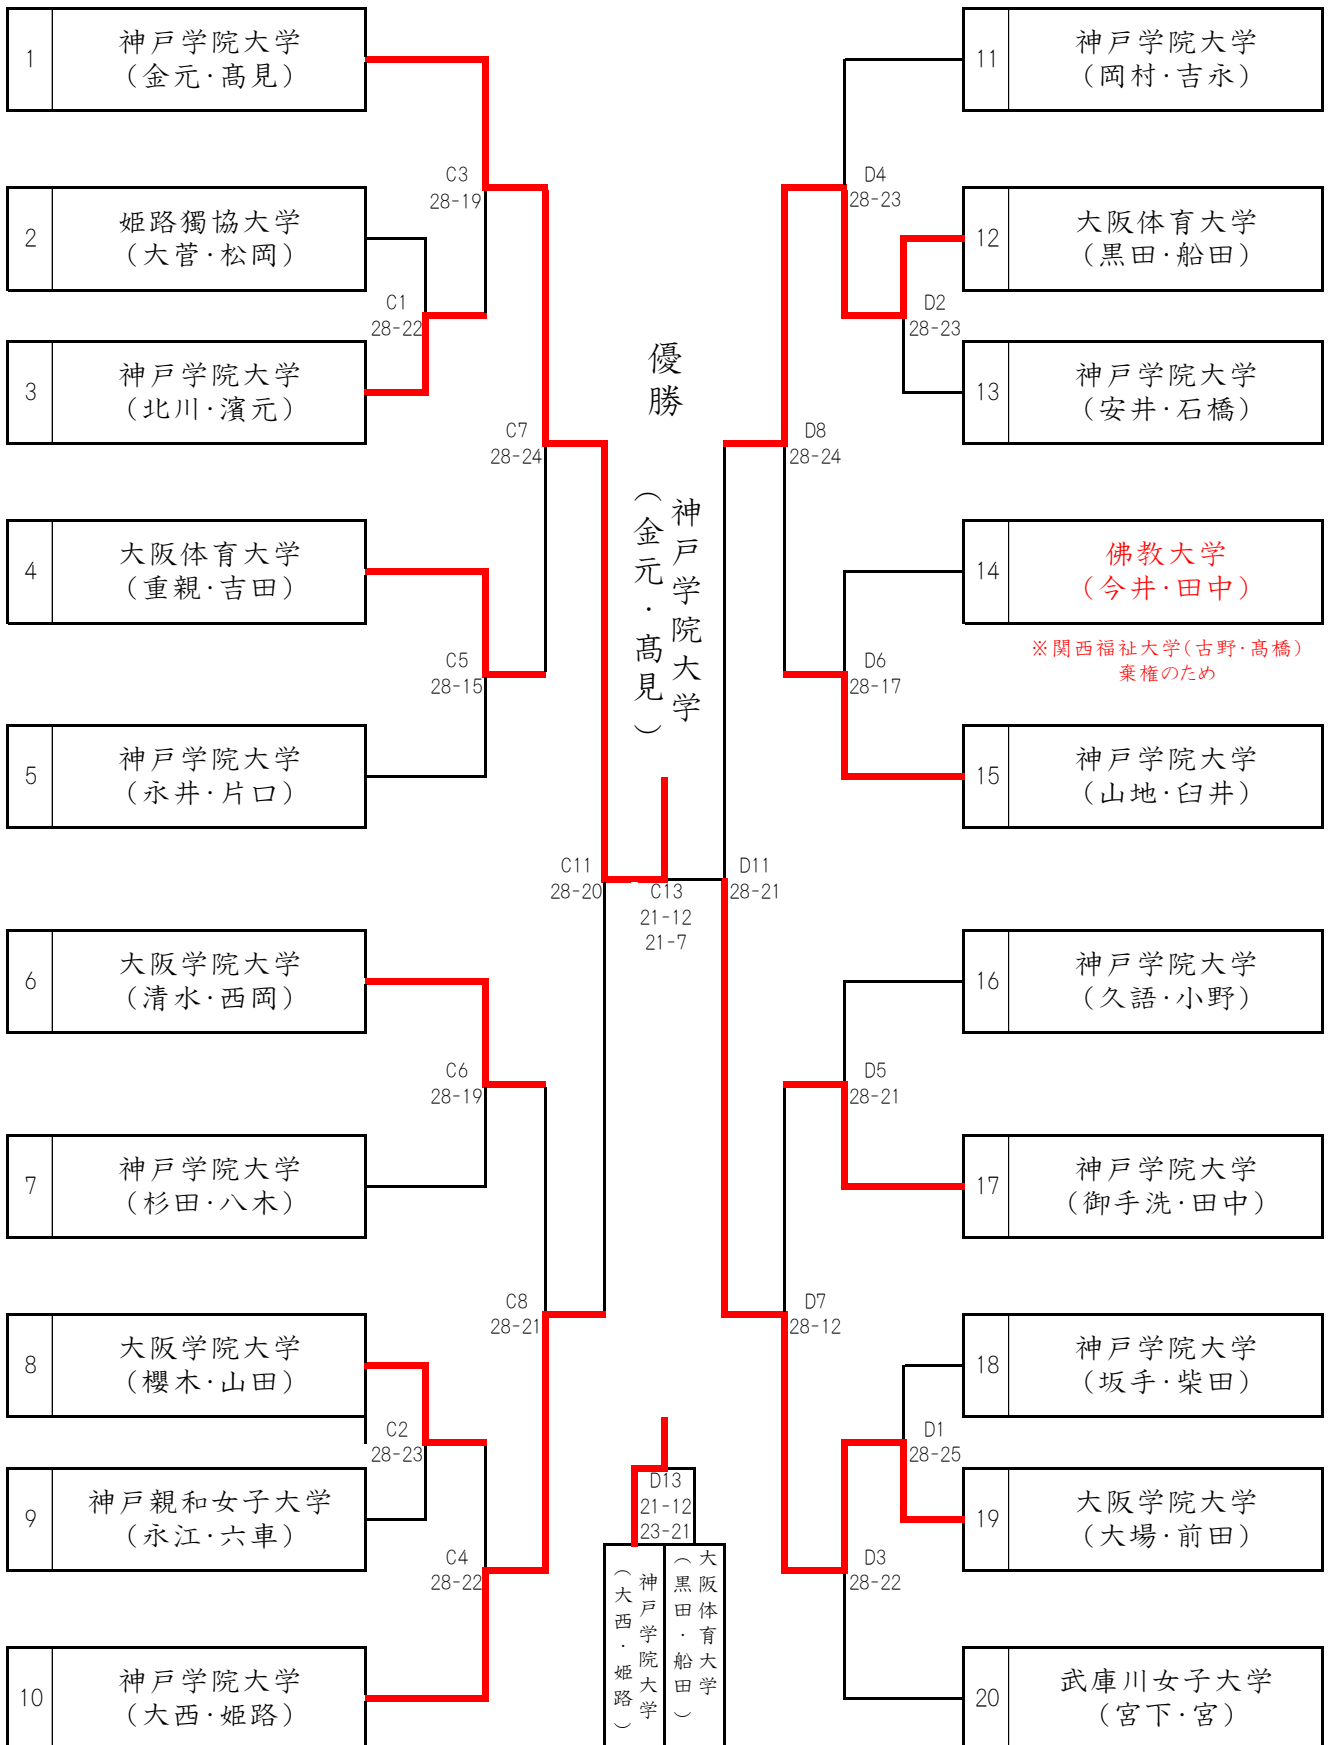 1
神戸学院大学
(金元·髙見)
2
姫路獨協大学
(大菅·松岡)
3
神戸学院大学
(北川·濱元)
4
大阪体育大学
(重親·吉田)
5
神戸学院大学
(永井·片口)
6
大阪学院大学
(清水·西岡)
7
神戸学院大学
(杉田·八木)
8
大阪学院大学
(櫻木·山田)
9
神戸親和女子大学
(永江·六車)
10
神戸学院大学
(大西·姫路)
C3
28-19
C1
28-22
C7
28-24
C5
28-15
C11
28-20
C6
28-19
C8
28-21
C2
28-23
C4
28-22
優勝
神戸学院大学
(金元·髙見)
C13
21-12
21-7
D13
21-12
23-21
神戸学院大学
(大西·姫路)
大阪体育大学
(黒田·船田)
D4
28-23
D2
28-23
D8
28-24
D6
28-17
D11
28-21
D5
28-21
D7
28-12
D1
28-25
D3
28-22
11
神戸学院大学
(岡村·吉永)
12
大阪体育大学
(黒田·船田)
13
神戸学院大学
(安井·石橋)
14
佛教大学
(今井·田中)
※関西福祉大学(古野·髙橋)
棄権のため
15
神戸学院大学
(山地·臼井)
16
神戸学院大学
(久語·小野)
17
神戸学院大学
(御手洗·田中)
18
神戸学院大学
(坂手·柴田)
19
大阪学院大学
(大場·前田)
20
武庫川女子大学
(宮下·宮)